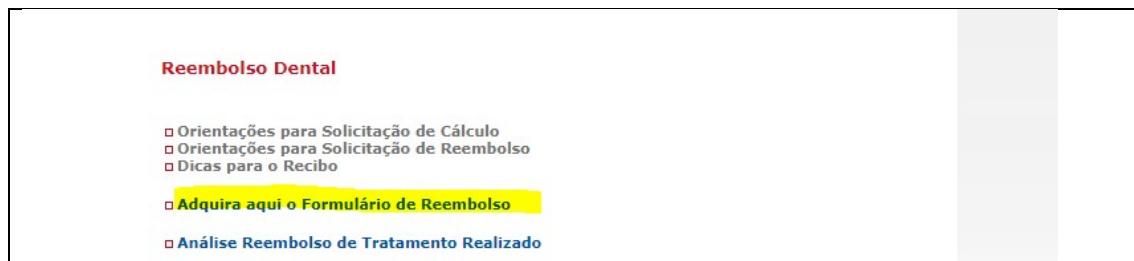 Reembolso Dental
Orientações para Solicitação de Cálculo
Orientações para Solicitação de Reembolso
Dicas para o Recibo
Adquira aqui o Formulário de Reembolso
Análise Reembolso de Tratamento Realizado